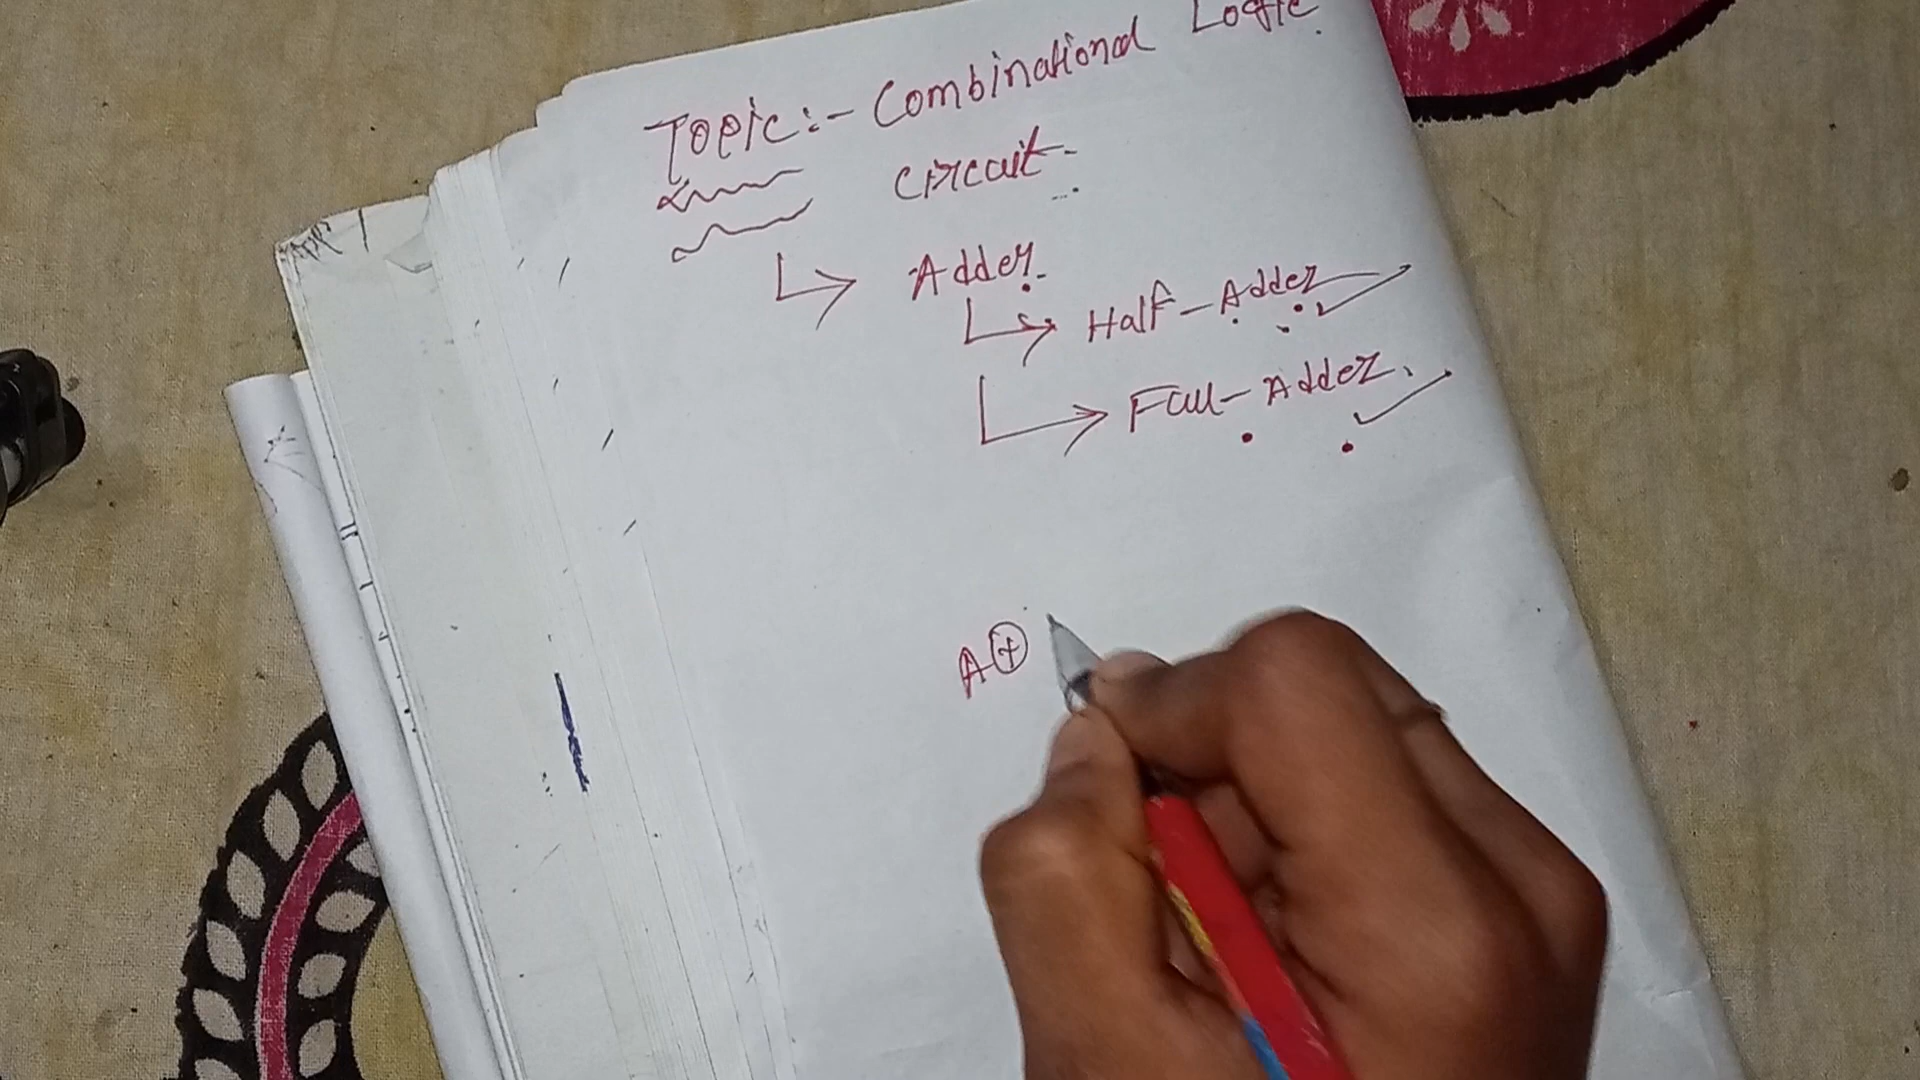 Topic:- Combinational Logic
Circuit.
Adder.
Half-Adder
Full-Adder.
A⊕